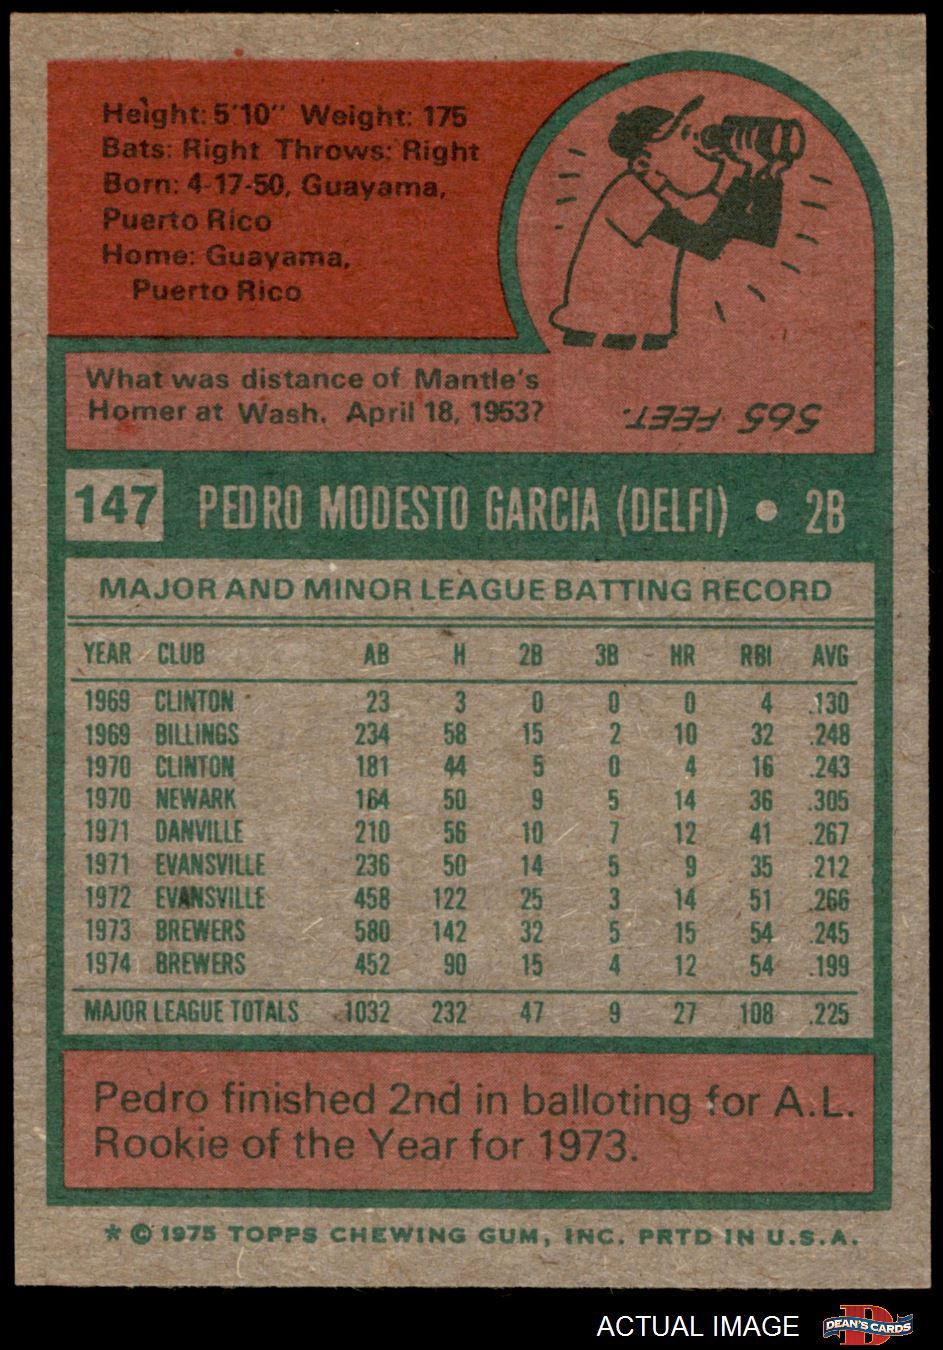 Height: 5'10" Weight: 175
Bats: Right Throws: Right
Born: 4-17-50, Guayama,
Puerto Rico
Home: Guayama,
Puerto Rico
What was distance of Mantle's
Homer at Wash. April 18, 1953?
565 FEET.
147 PEDRO MODESTO GARCIA (DELFI) • 2B
MAJOR AND MINOR LEAGUE BATTING RECORD
YEAR CLUB AB H 2B 3B HR RBI AVG
1969 CLINTON 23 3 0 0 0 4 .130
1969 BILLINGS 234 58 15 2 10 32 .248
1970 CLINTON 181 44 5 0 4 16 .243
1970 NEWARK 164 50 9 5 14 36 .305
1971 DANVILLE 210 56 10 7 12 41 .267
1971 EVANSVILLE 236 50 14 5 9 35 .212
1972 EVANSVILLE 458 122 25 3 14 51 .266
1973 BREWERS 580 142 32 5 15 54 .245
1974 BREWERS 452 90 15 4 12 54 .199
MAJOR LEAGUE TOTALS 1032 232 47 9 27 108 .225
Pedro finished 2nd in balloting for A.L.
Rookie of the Year for 1973.
* © 1975 TOPPS CHEWING GUM, INC. PRTD IN U.S.A.
ACTUAL IMAGE DEAN'S CARDS